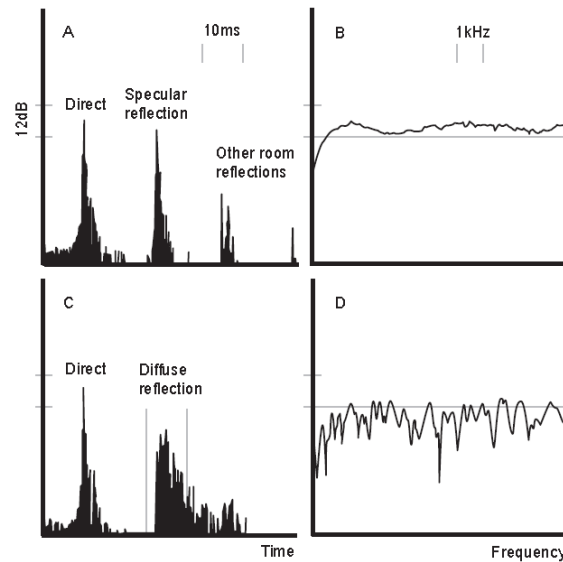 A
10ms
B
1kHz
12dB
Direct
Specular
reflection
Other room
reflections
C
D
Direct
Diffuse
reflection
Time
Frequency